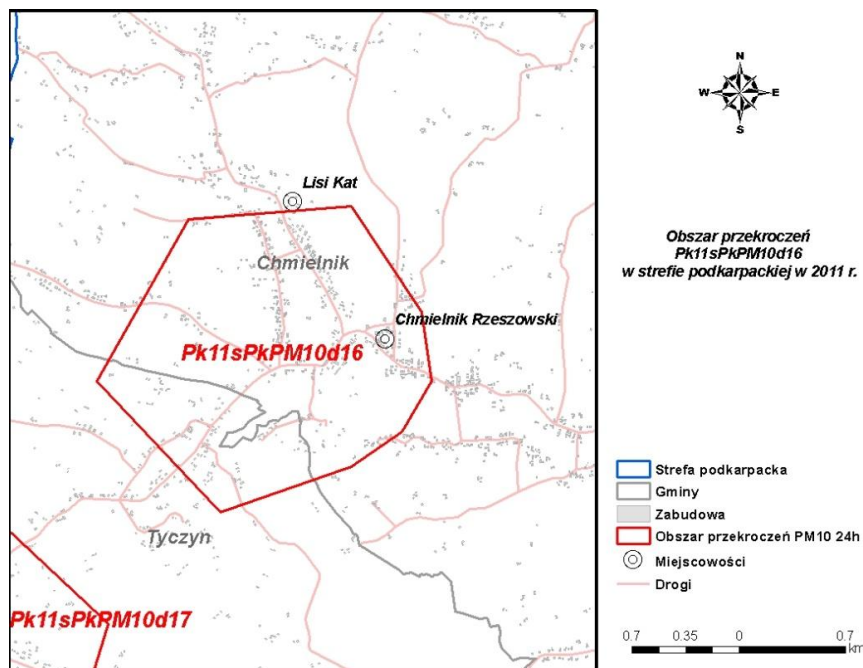 Lisi Kat
Chmielnik
Chmielnik Rzeszowski
Pk11sPkPM10d16
Tyczyn
Pk11sPkPM10d17
N
W E
S
Obszar przekroczeń
Pk11sPkPM10d16
w strefie podkarpackiej w 2011 r.
Strefa podkarpacka
Gminy
Zabudowa
Obszar przekroczeń PM10 24h
Miejscowości
Drogi
0.7 0.35 0 0.7
km